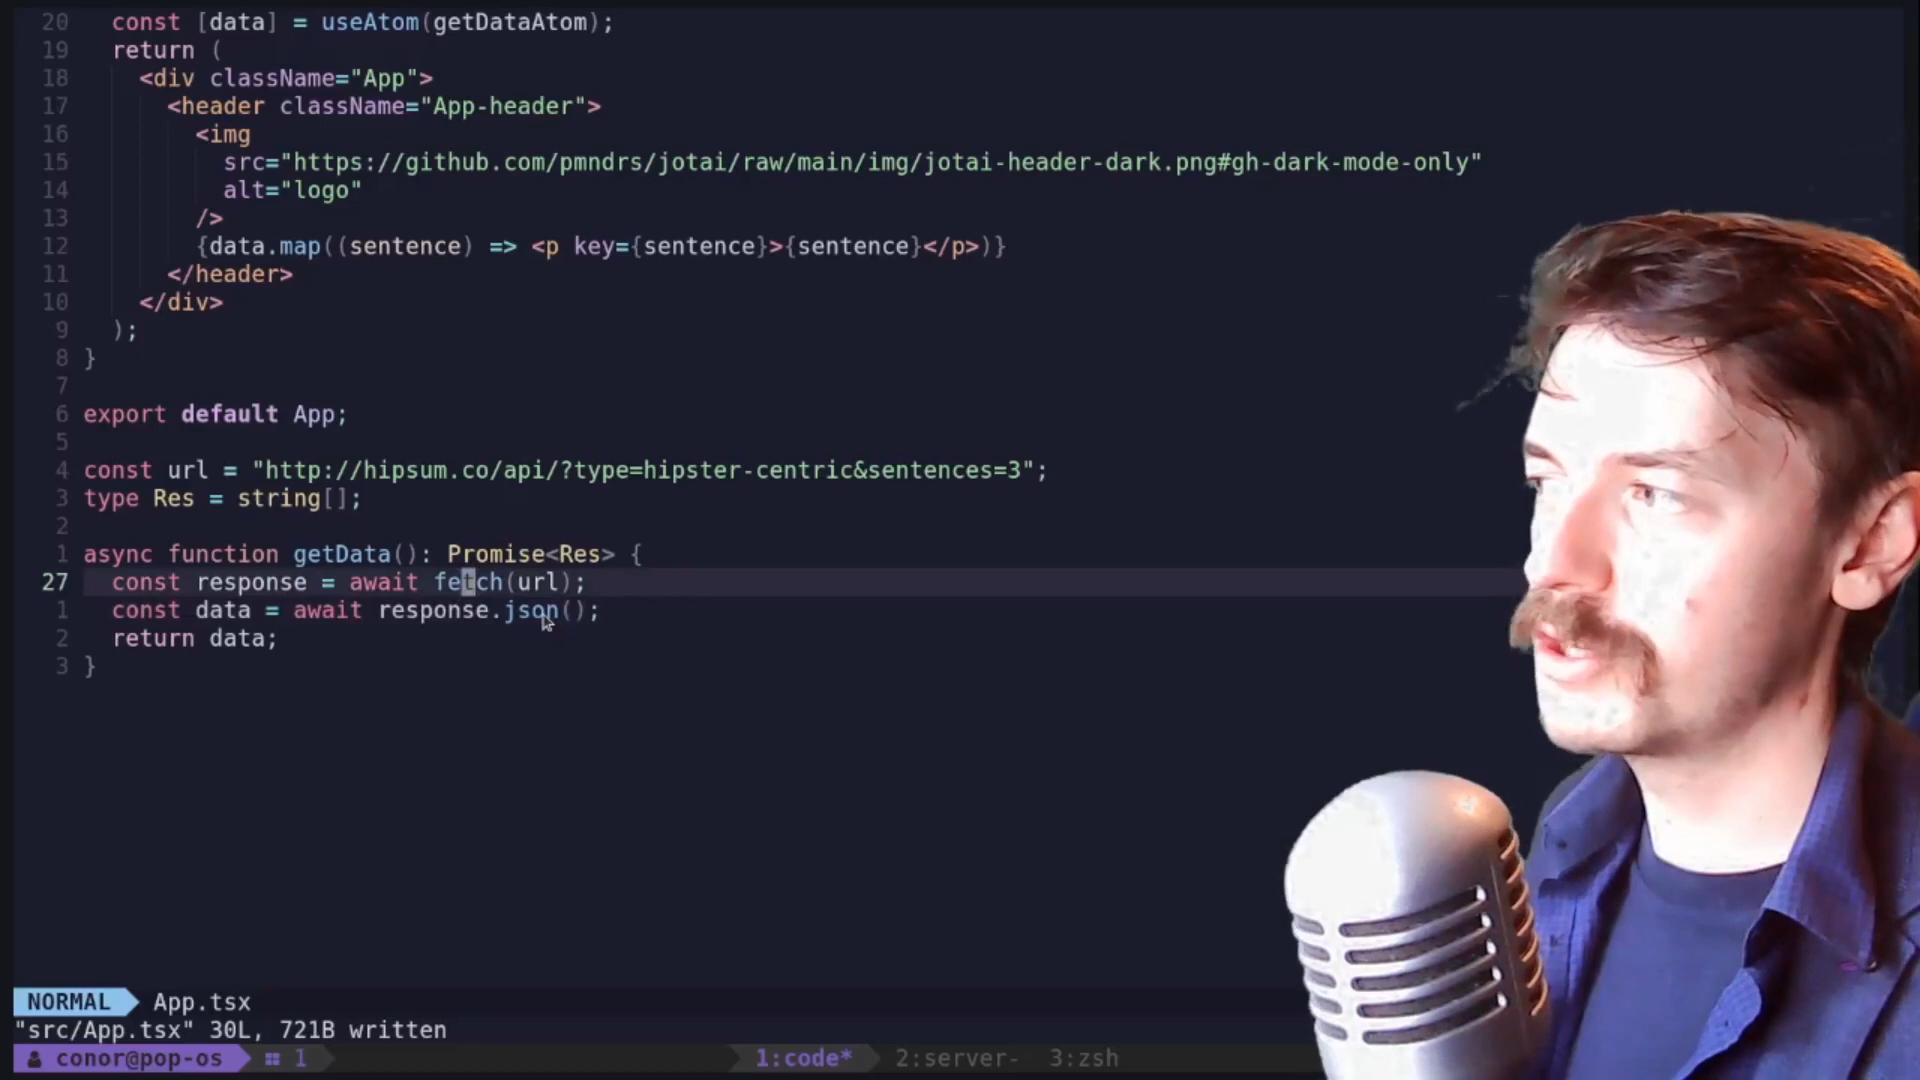 20 const [data] = useAtom(getDataAtom);
19 return (
18 <div className="App">
17 <header className="App-header">
16 <img
15 src="https://github.com/pmndrs/jotai/raw/main/img/jotai-header-dark.png#gh-dark-mode-only"
14 alt="logo"
13 />
12 {data.map((sentence) => <p key={sentence}>{sentence}</p>)}
11 </header>
10 </div>
9 );
8 }
7
6 export default App;
5
4 const url = "http://hipsum.co/api/?type=hipster-centric&sentences=3";
3 type Res = string[];
2
1 async function getData(): Promise<Res> {
27 const response = await fetch(url);
1 const data = await response.json();
2 return data;
3 }
NORMAL App.tsx
"src/App.tsx" 30L, 721B written
conor@pop-os 1 1:code* 2:server- 3:zsh